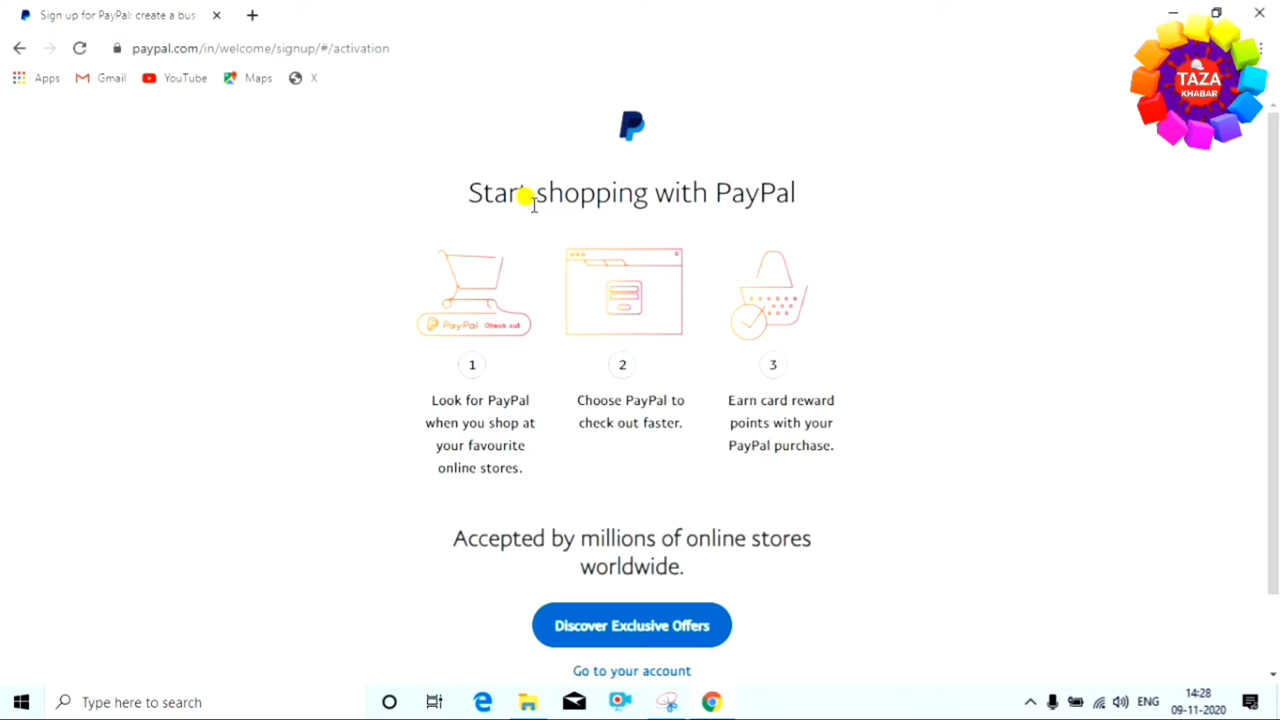 Sign up for PayPal: create a bus
paypal.com/in/welcome/signup/#/activation
Apps Gmail YouTube Maps X
TAZA
KHABAR
Start shopping with PayPal
PayPal Check out
1 2 3
Look for PayPal
when you shop at
your favourite
online stores.
Choose PayPal to
check out faster.
Earn card reward
points with your
PayPal purchase.
Accepted by millions of online stores
worldwide.
Discover Exclusive Offers
Go to your account
Type here to search
ENG
14:28
09-11-2020